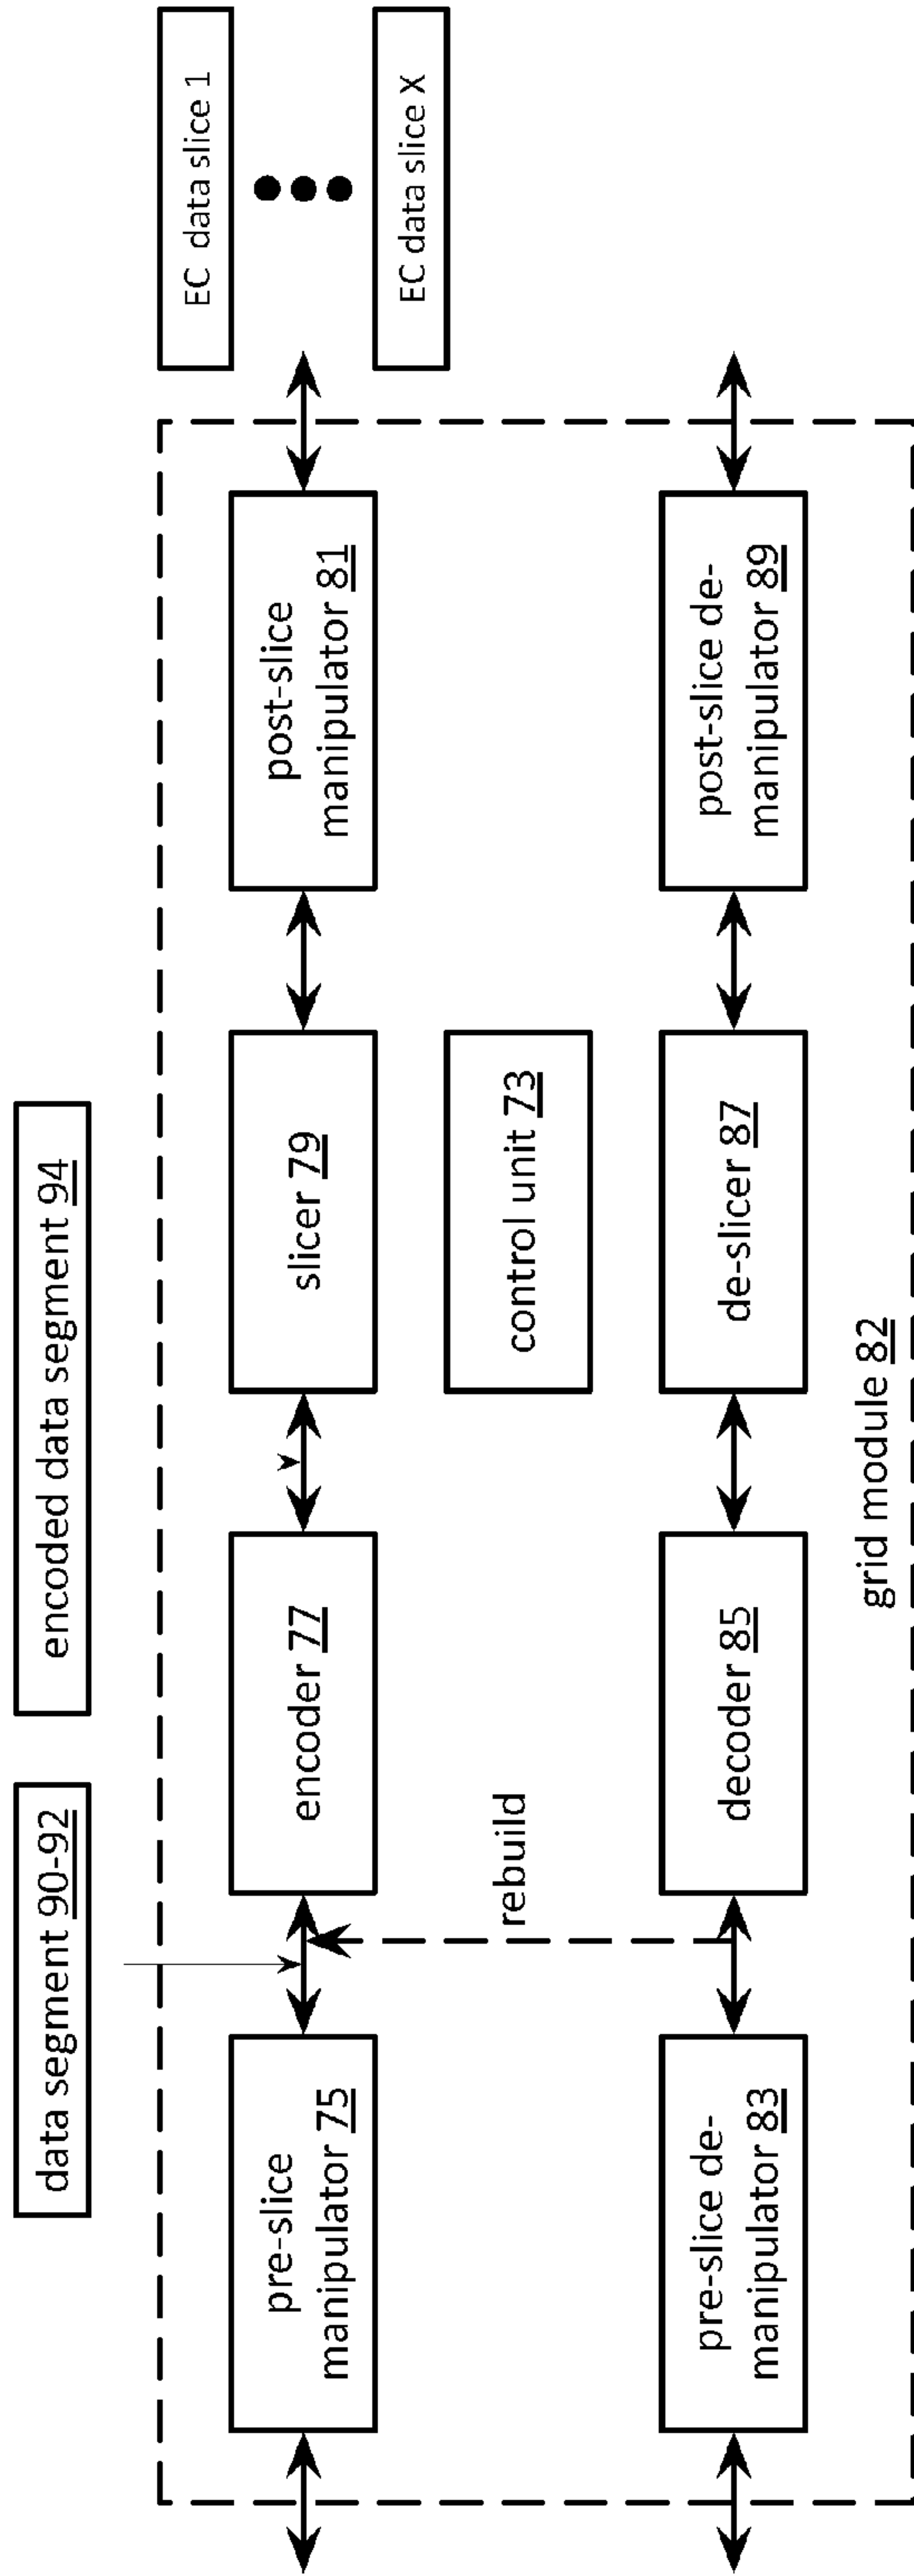 data segment 90-92
encoded data segment 94
EC data slice 1
EC data slice X
pre-slice
manipulator 75
encoder 77
slicer 79
post-slice
manipulator 81
rebuild
control unit 73
pre-slice de-
manipulator 83
decoder 85
de-slicer 87
post-slice de-
manipulator 89
grid module 82